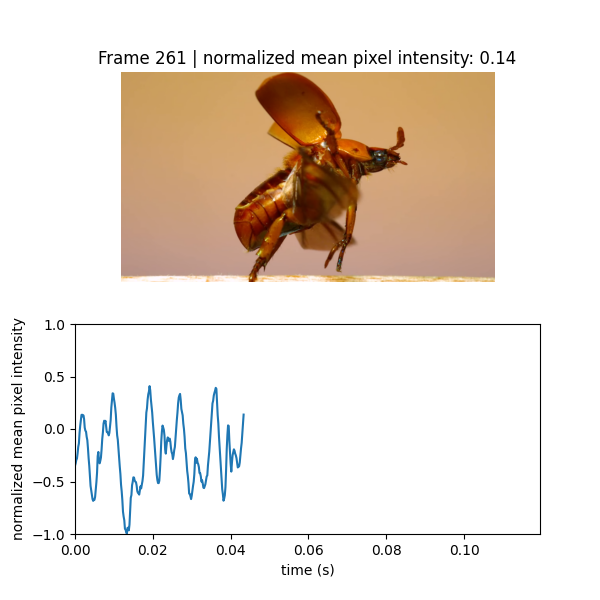 Frame 261 | normalized mean pixel intensity: 0.14
normalized mean pixel intensity
1.0
0.5
0.0
−0.5
−1.0
0.00 0.02 0.04 0.06 0.08 0.10
time (s)